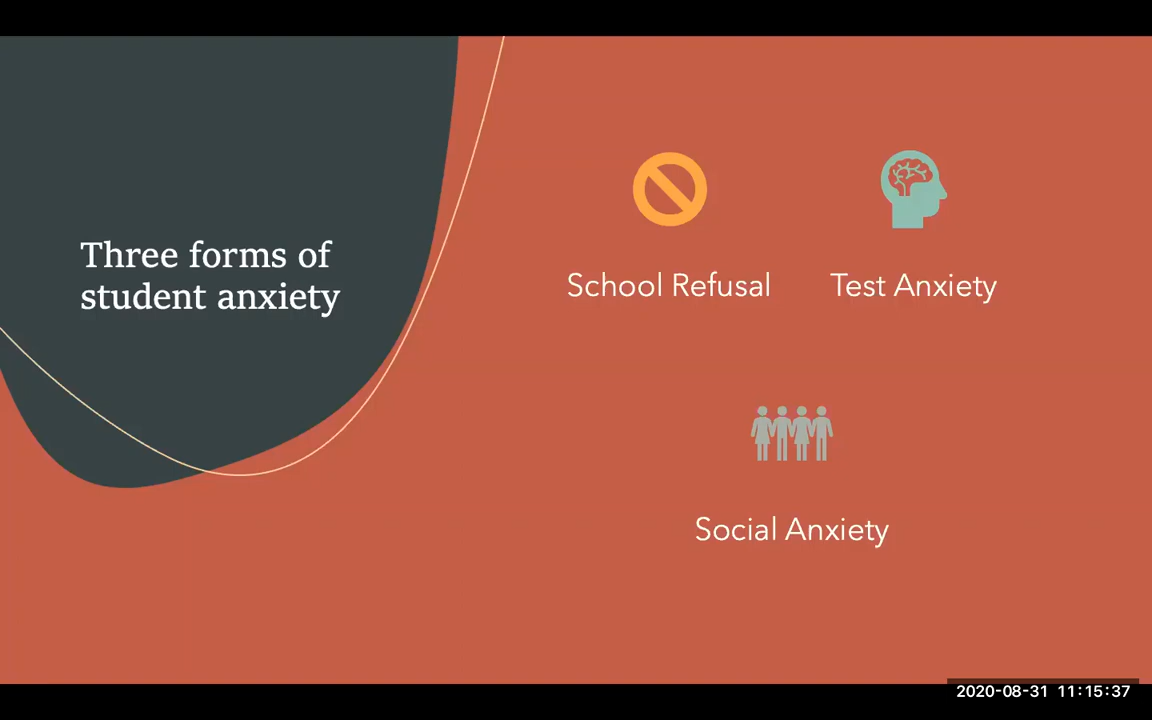 Three forms of
student anxiety
School Refusal
Test Anxiety
Social Anxiety
2020-08-31 11:15:37